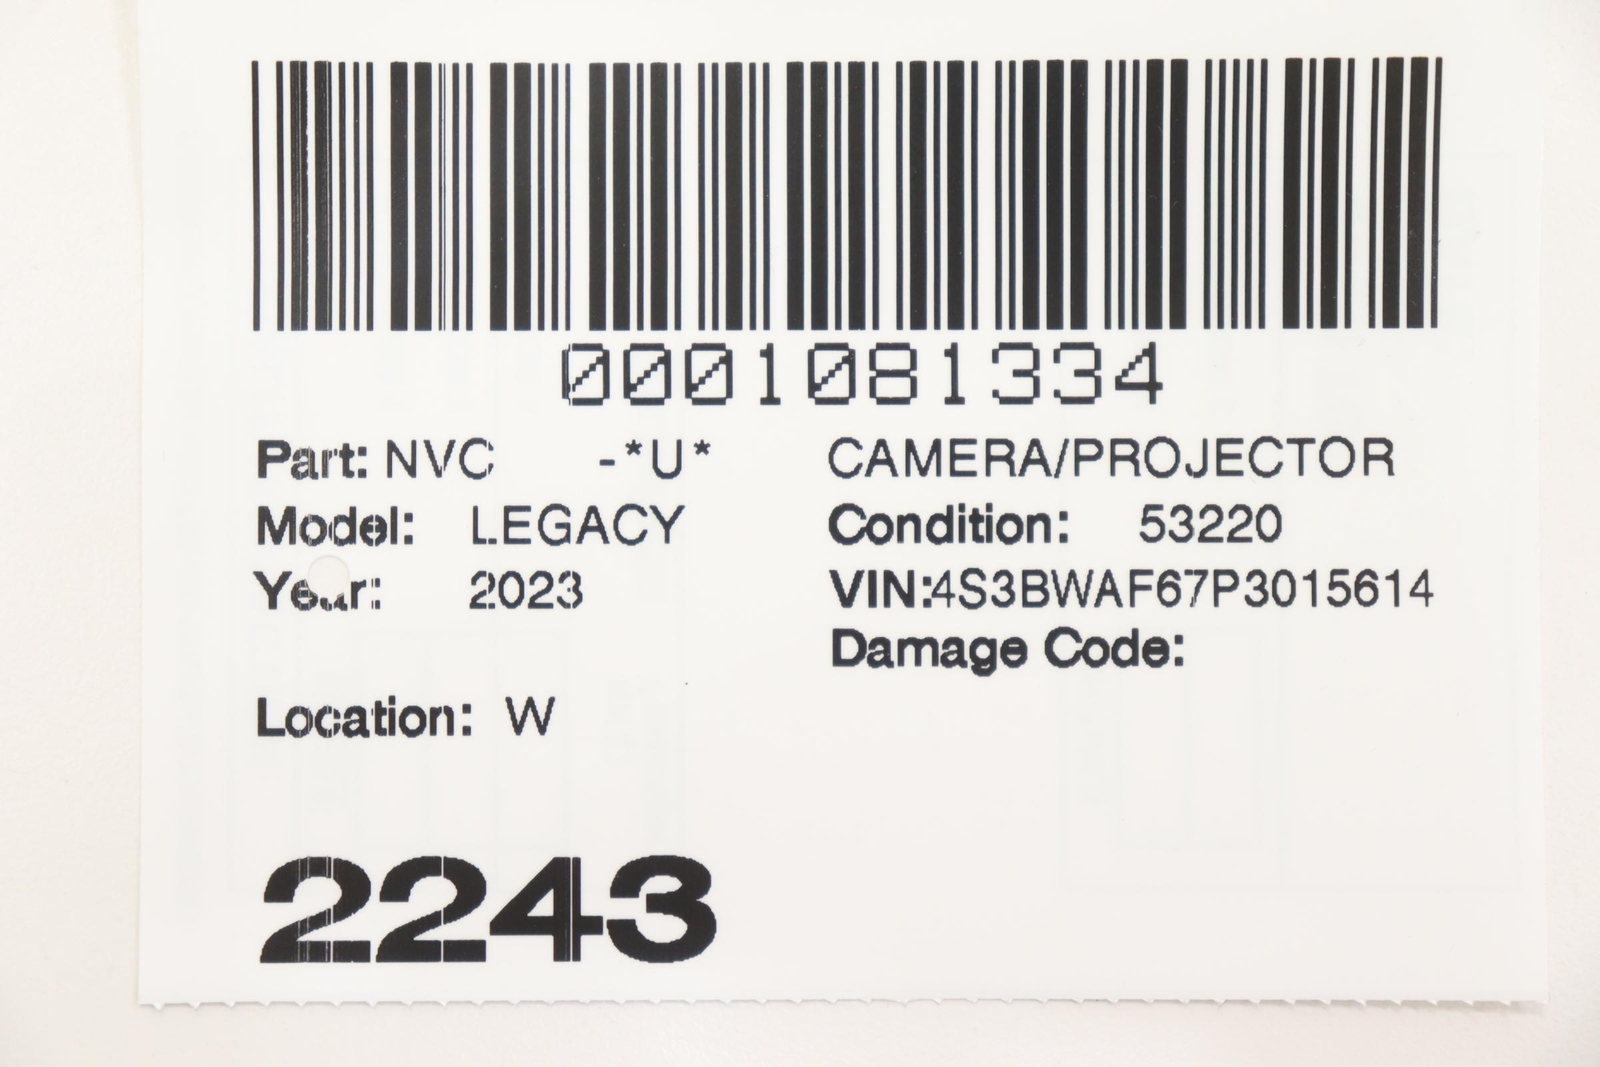 0001081334
Part: NVC -*U* CAMERA/PROJECTOR
Model: LEGACY Condition: 53220
Year: 2023 VIN:4S3BWAF67P3015614
Damage Code:
Location: W
2243